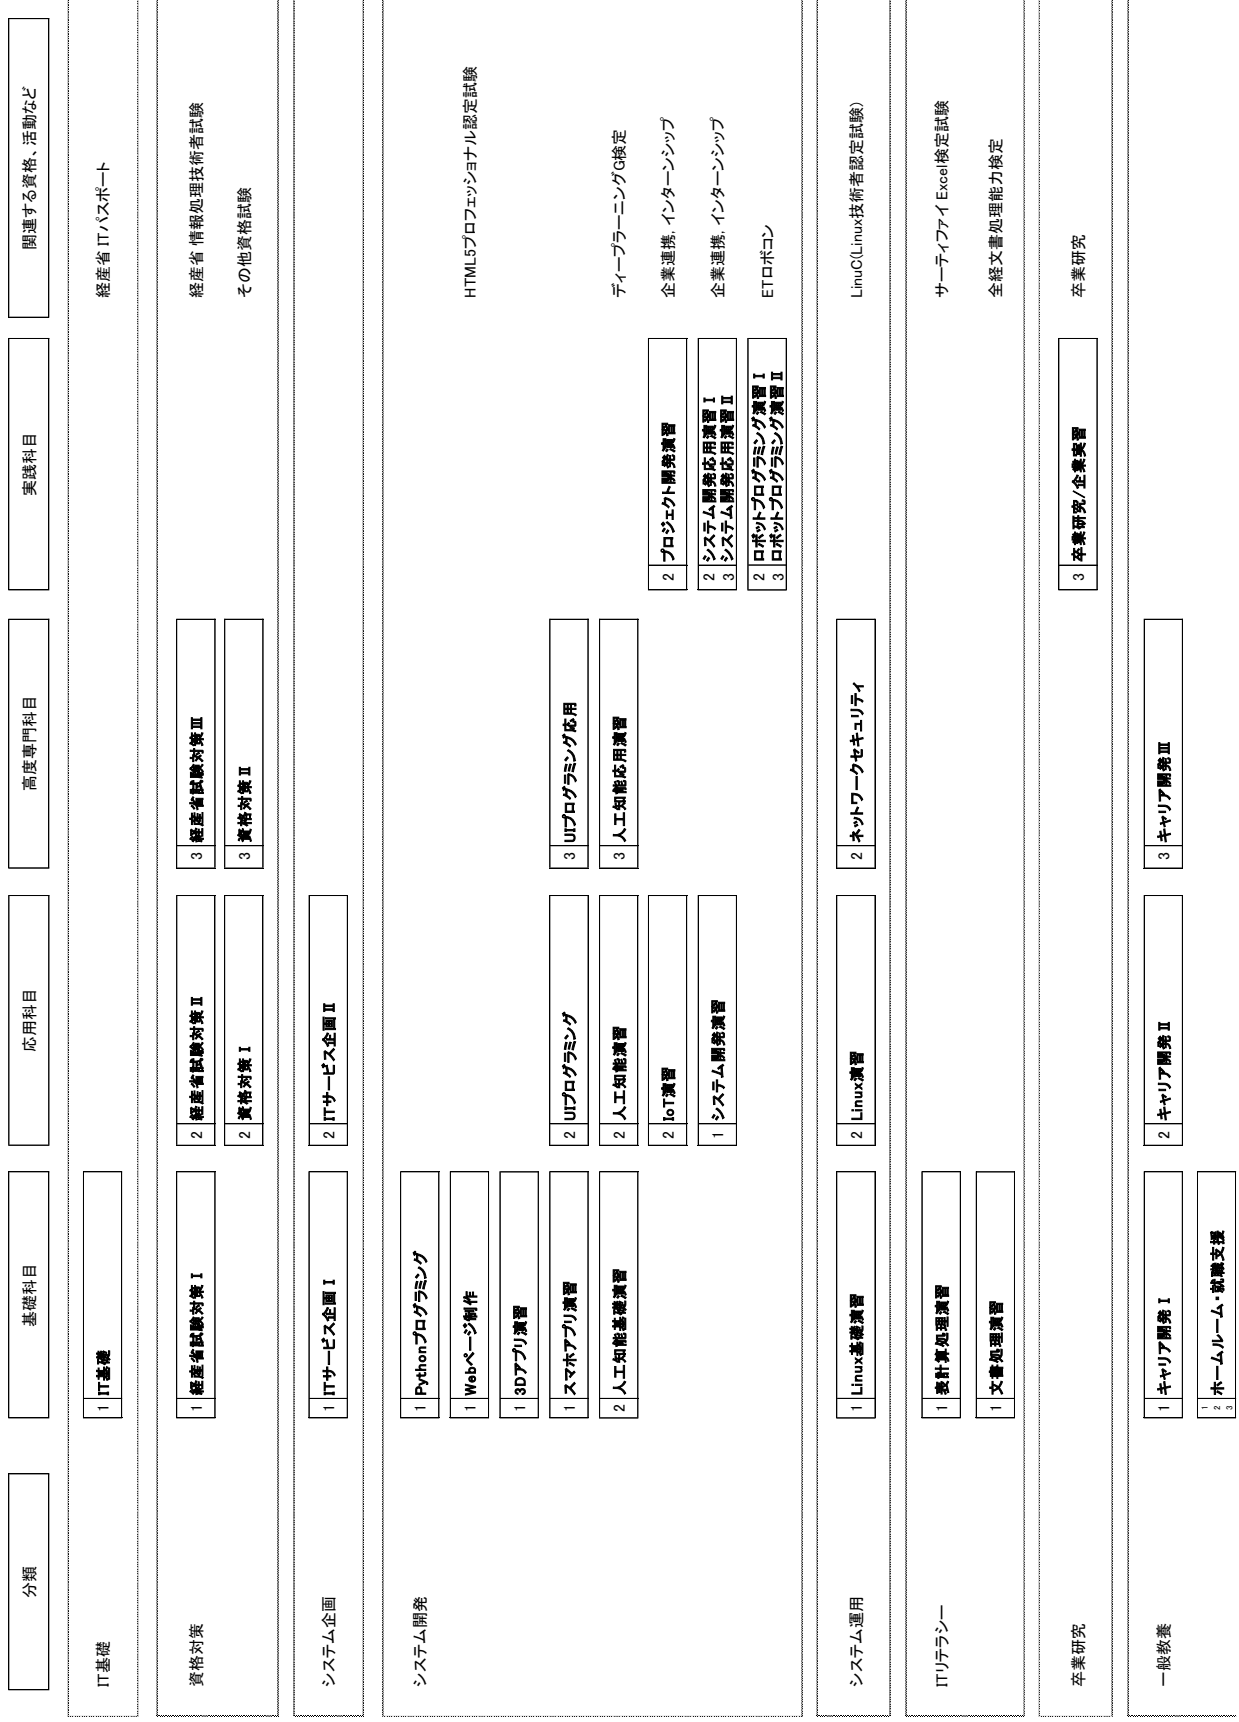 分類
基礎科目
応用科目
高度専門科目
実践科目
関連する資格、活動など
IT基礎
1 IT基礎
経産省 ITパスポート
資格対策
1 経産省試験対策Ⅰ
2 経産省試験対策Ⅱ
3 経産省試験対策Ⅲ
経産省 情報処理技術者試験
2 資格対策Ⅰ
3 資格対策Ⅱ
その他資格試験
システム企画
1 ITサービス企画Ⅰ
2 ITサービス企画Ⅱ
システム開発
1 Pythonプログラミング
1 Webページ制作
HTML5プロフェッショナル認定試験
1 3Dアプリ演習
1 スマホアプリ演習
2 UIプログラミング
3 UIプログラミング応用
2 人工知能基礎演習
2 人工知能演習
3 人工知能応用演習
ディープラーニングG検定
2 IoT演習
2 プロジェクト開発演習
企業連携, インターンシップ
1 システム開発演習
2 システム開発応用演習Ⅰ
3 システム開発応用演習Ⅱ
企業連携, インターンシップ
2 ロボットプログラミング演習Ⅰ
3 ロボットプログラミング演習Ⅱ
ETロボコン
システム運用
1 Linux基礎演習
2 Linux演習
2 ネットワークセキュリティ
LinuC(Linux技術者認定試験)
ITリテラシー
1 表計算処理演習
サーティファイ Excel検定試験
1 文書処理演習
全経文書処理能力検定
卒業研究
3 卒業研究/企業実習
卒業研究
一般教養
1 キャリア開発Ⅰ
2 キャリア開発Ⅱ
3 キャリア開発Ⅲ
1
2
3
ホームルーム・就職支援